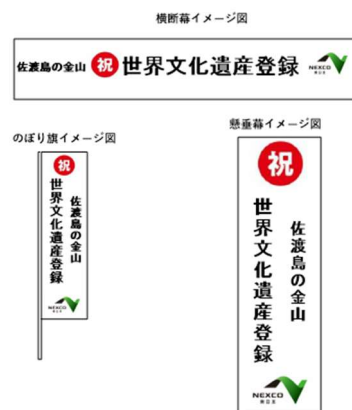 横断幕イメージ図
佐渡島の金山 祝 世界文化遺産登録 NEXCO
のぼり旗イメージ図
祝
佐渡島の金山
世界文化遺産登録
NEXCO
懸垂幕イメージ図
祝
佐渡島の金山
世界文化遺産登録
NEXCO
東日本